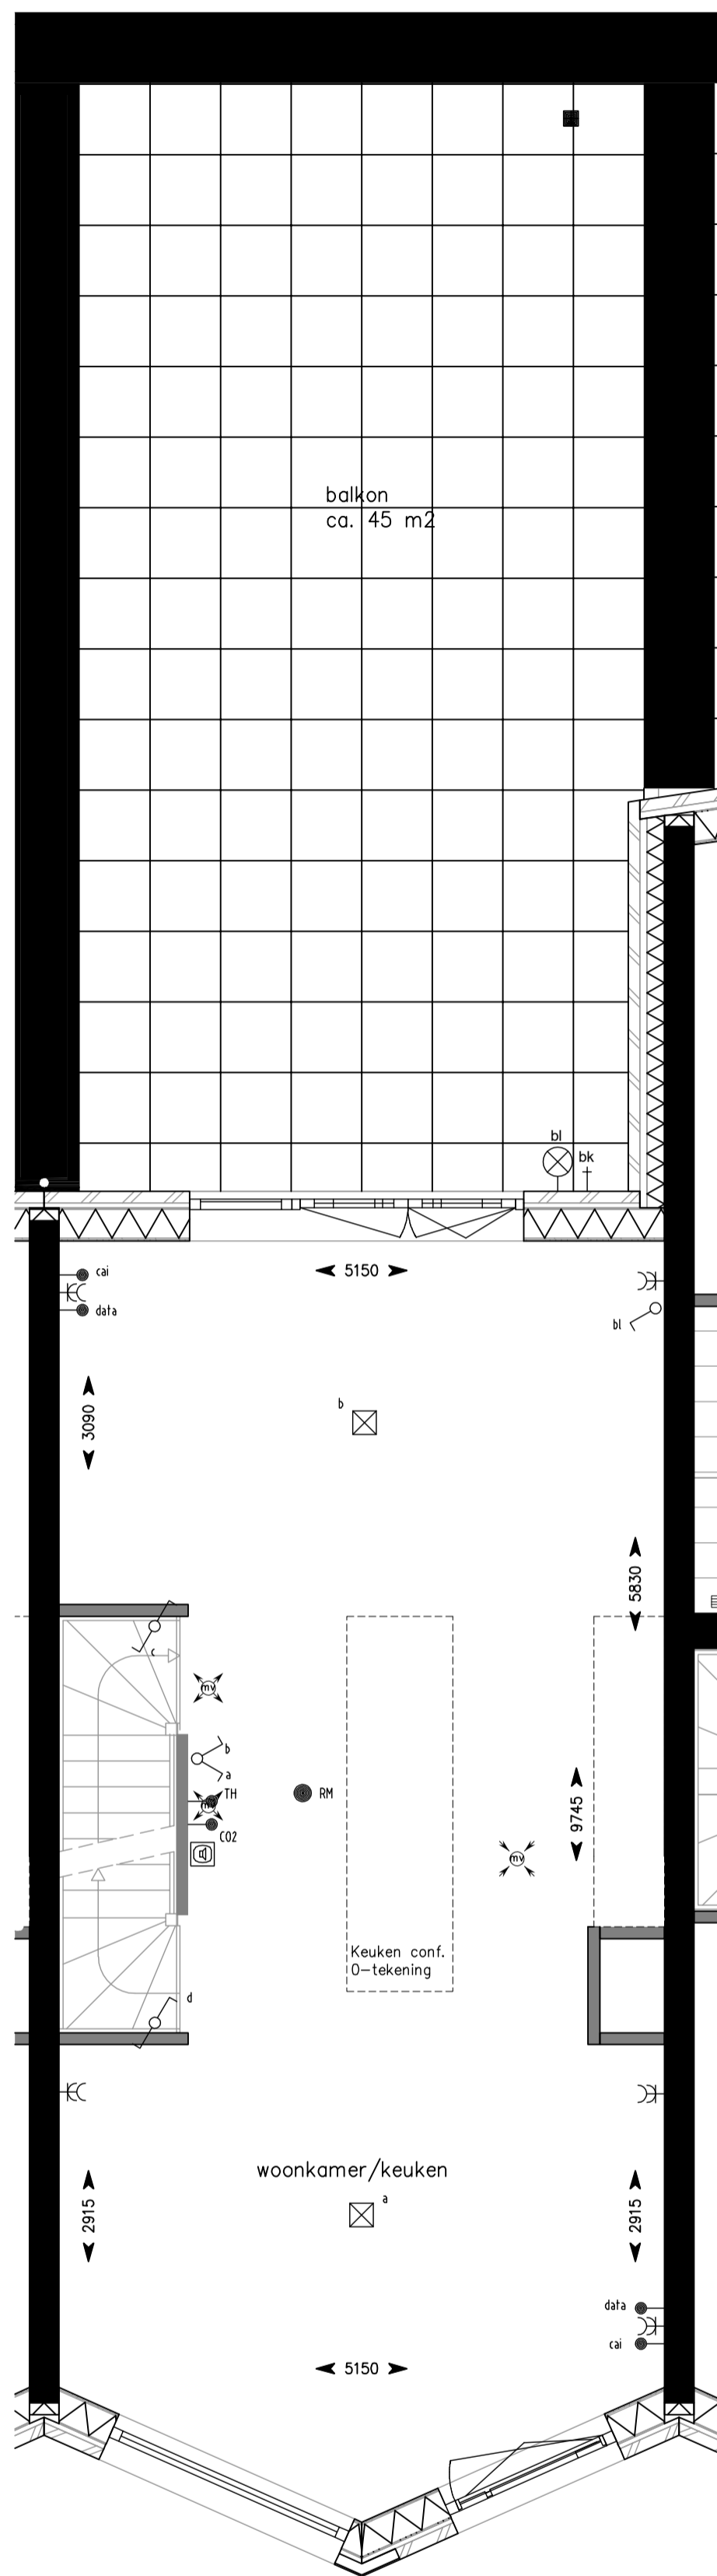 balkon
ca. 45 m2
bl
bk
cai
data
5150
bl
3090
b
5830
c
mv
b
a
TH
mv
RM
CO2
9745
mv
Keuken conf.
0-tekening
d
woonkamer/keuken
a
2915
2915
data
cai
5150